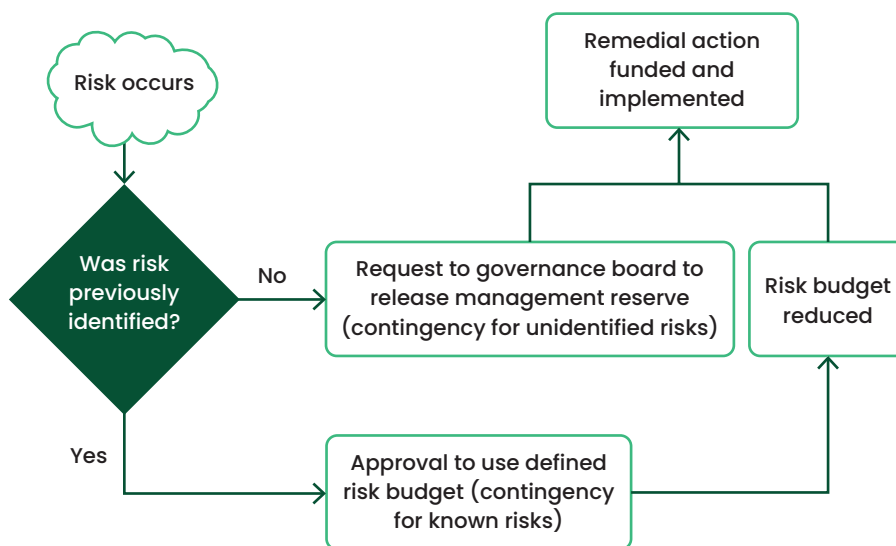 Risk occurs
Remedial action
funded and
implemented
Was risk
previously
identified?
No
Request to governance board to
release management reserve
(contingency for unidentified risks)
Risk budget
reduced
Yes
Approval to use defined
risk budget (contingency
for known risks)